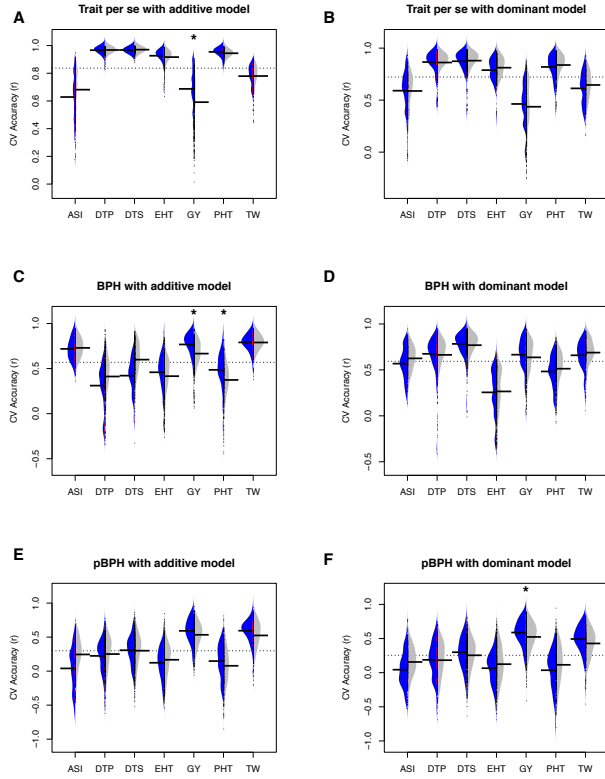 A
Trait per se with additive model
*
CV Accuracy (r)
1.0
0.8
0.6
0.4
0.2
0.0
ASI DTP DTS EHT GY PHT TW
B
Trait per se with dominant model
CV Accuracy (r)
1.0
0.5
0.0
ASI DTP DTS EHT GY PHT TW
C
BPH with additive model
* *
CV Accuracy (r)
1.0
0.5
0.0
−0.5
ASI DTP DTS EHT GY PHT TW
D
BPH with dominant model
CV Accuracy (r)
1.0
0.5
0.0
−0.5
ASI DTP DTS EHT GY PHT TW
E
pBPH with additive model
CV Accuracy (r)
1.0
0.5
0.0
−0.5
−1.0
ASI DTP DTS EHT GY PHT TW
F
pBPH with dominant model
*
CV Accuracy (r)
1.0
0.5
0.0
−0.5
−1.0
ASI DTP DTS EHT GY PHT TW